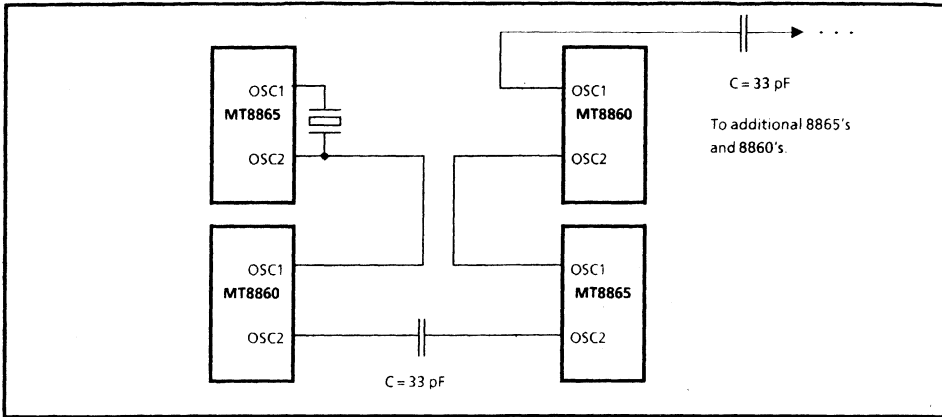 OSC1
MT8865
OSC2
OSC1
MT8860
OSC2
C = 33 pF
OSC1
MT8860
OSC2
OSC1
MT8865
OSC2
C = 33 pF
To additional 8865's
and 8860's.
. . .